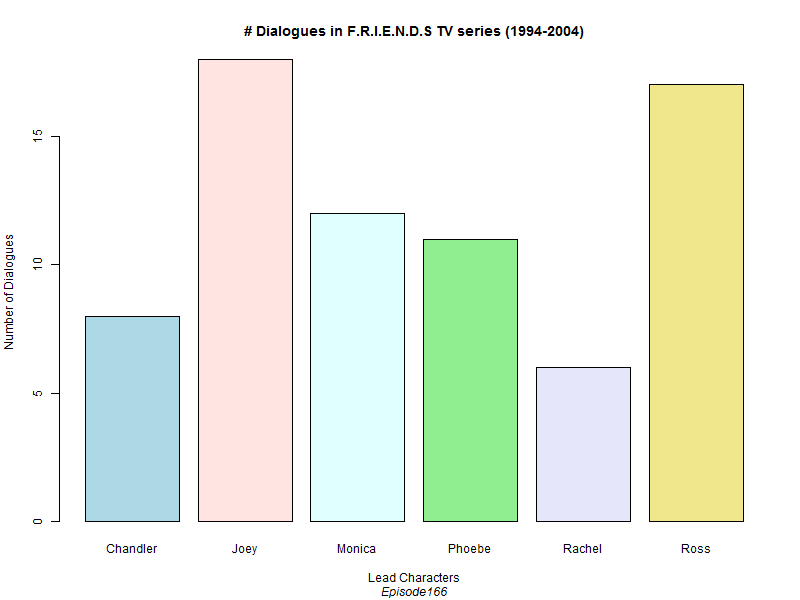 # Dialogues in F.R.I.E.N.D.S TV series (1994-2004)
Number of Dialogues
15
10
5
0
Chandler Joey Monica Phoebe Rachel Ross
Lead Characters
Episode166